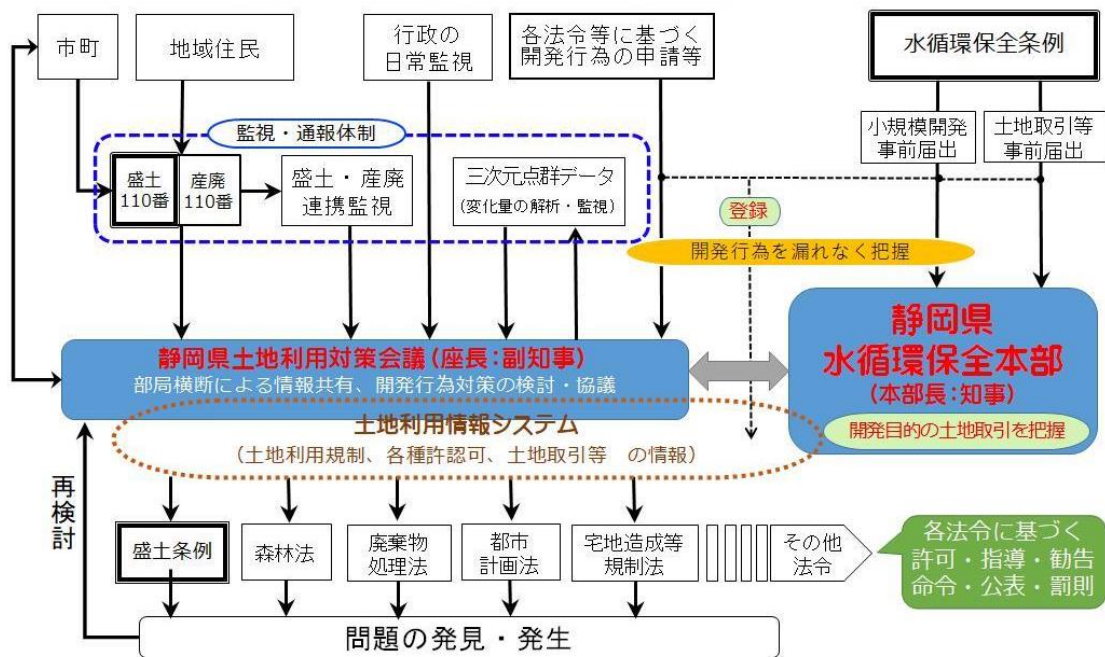 市町
地域住民
行政の
日常監視
各法令等に基づく
開発行為の申請等
水循環保全条例
小規模開発
事前届出
土地取引等
事前届出
監視・通報体制
盛土
110番
産廃
110番
盛土・産廃
連携監視
三次元点群データ
(変化量の解析・監視)
登録
開発行為を漏れなく把握
静岡県土地利用対策会議(座長:副知事)
部局横断による情報共有、開発行為対策の検討・協議
静岡県
水循環保全本部
(本部長:知事)
開発目的の土地取引を把握
土地利用情報システム
(土地利用規制、各種許認可、土地取引等 の情報)
再検討
盛土条例
森林法
廃棄物
処理法
都市
計画法
宅地造成等
規制法
その他
法令
各法令に基づく
許可・指導・勧告
命令・公表・罰則
問題の発見・発生